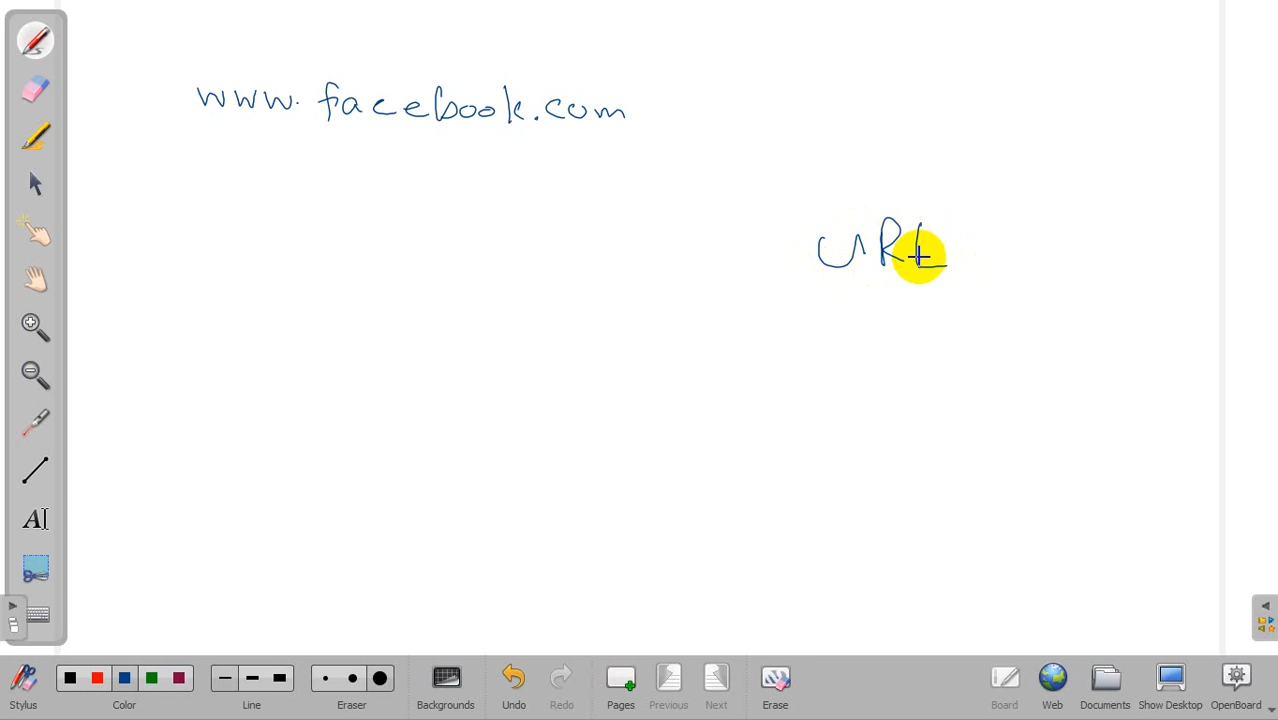 www.facebook.com
URL
Stylus
Color
Line
Eraser
Backgrounds
Undo
Redo
Pages
Previous
Next
Erase
Board
Web
Documents
Show Desktop
OpenBoard